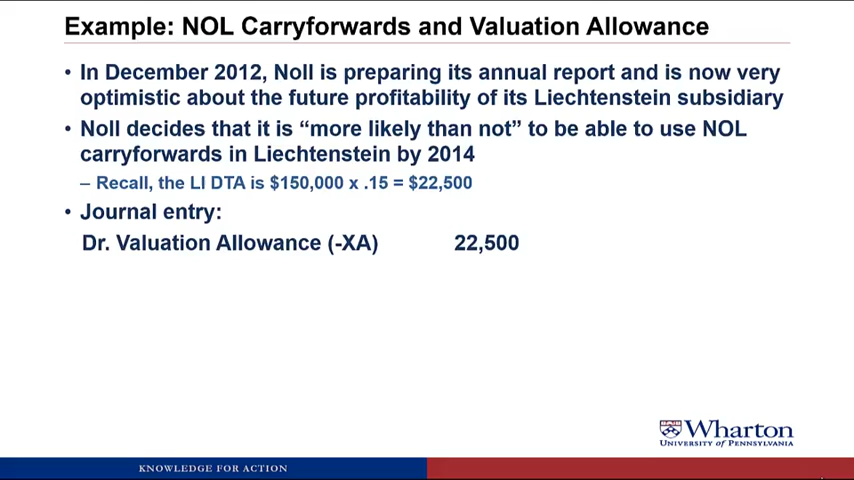 Example: NOL Carryforwards and Valuation Allowance
• In December 2012, Noll is preparing its annual report and is now very
optimistic about the future profitability of its Liechtenstein subsidiary
• Noll decides that it is “more likely than not” to be able to use NOL
carryforwards in Liechtenstein by 2014
– Recall, the LI DTA is $150,000 x .15 = $22,500
• Journal entry:
Dr. Valuation Allowance (-XA) 22,500
Wharton
UNIVERSITY OF PENNSYLVANIA
KNOWLEDGE FOR ACTION